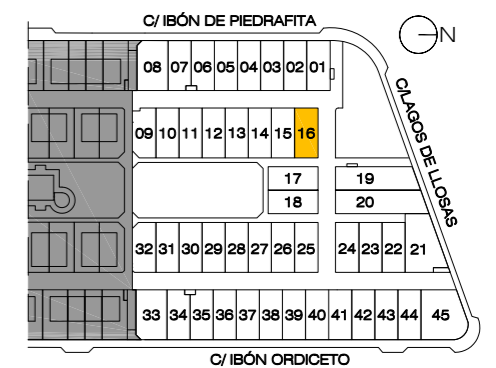 C/ IBÓN DE PIEDRAFITA
N
08 07 06 05 04 03 02 01
C/LAGOS DE LLOSAS
09 10 11 12 13 14 15 16
17 19
18 20
32 31 30 29 28 27 26 25 24 23 22 21
33 34 35 36 37 38 39 40 41 42 43 44 45
C/ IBÓN ORDICETO